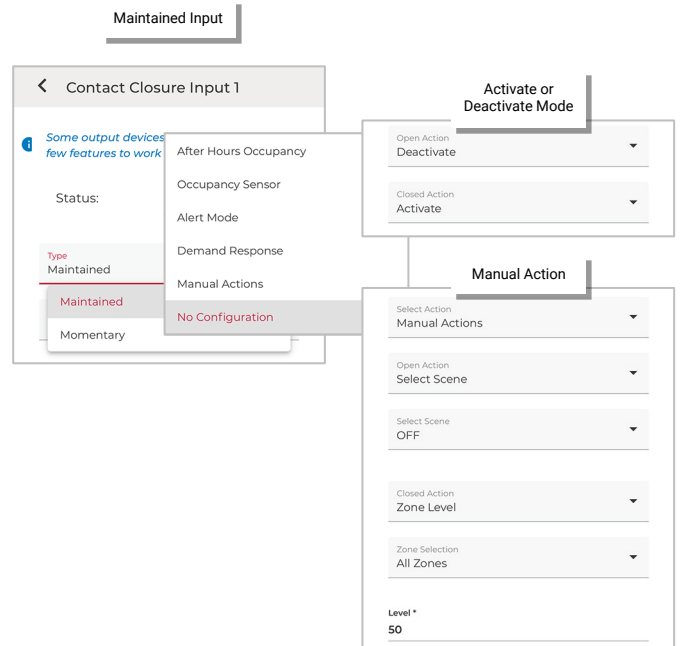 Maintained Input
Contact Closure Input 1
Some output devices
few features to work
Status:
Type
Maintained
Maintained
Momentary
After Hours Occupancy
Occupancy Sensor
Alert Mode
Demand Response
Manual Actions
No Configuration
Activate or
Deactivate Mode
Open Action
Deactivate
Closed Action
Activate
Manual Action
Select Action
Manual Actions
Open Action
Select Scene
Select Scene
OFF
Closed Action
Zone Level
Zone Selection
All Zones
Level *
50